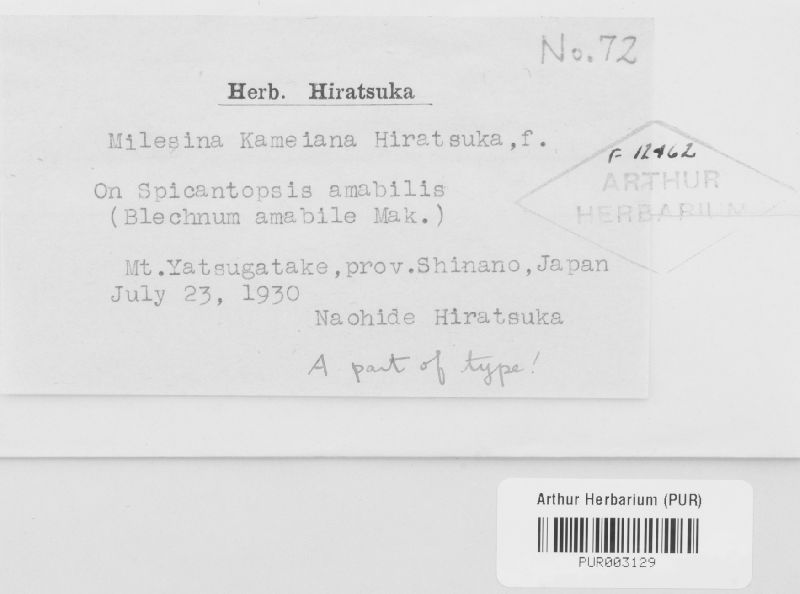 No. 72
Herb. Hiratsuka
Milesina Kameiana Hiratsuka,f.
F 12462
ARTHUR
HERBARIUM
On Spicantopsis amabilis
(Blechnum amabile Mak.)
Mt.Yatsugatake,prov.Shinano,Japan
July 23, 1930
Naohide Hiratsuka
A part of type!
Arthur Herbarium (PUR)
PUR003129